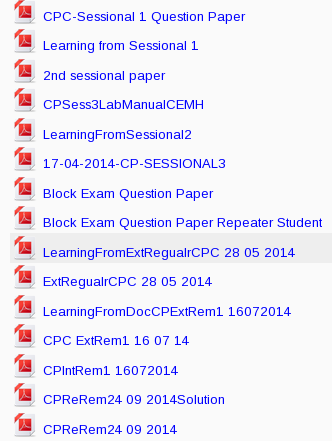 CPC-Sessional 1 Question Paper
Learning from Sessional 1
2nd sessional paper
CPSess3LabManualCEMH
LearningFromSessional2
17-04-2014-CP-SESSIONAL3
Block Exam Question Paper
Block Exam Question Paper Repeater Student
LearningFromExtRegualrCPC 28 05 2014
ExtRegualrCPC 28 05 2014
LearningFromDocCPExtRem1 16072014
CPC ExtRem1 16 07 14
CPIntRem1 16072014
CPReRem24 09 2014Solution
CPReRem24 09 2014